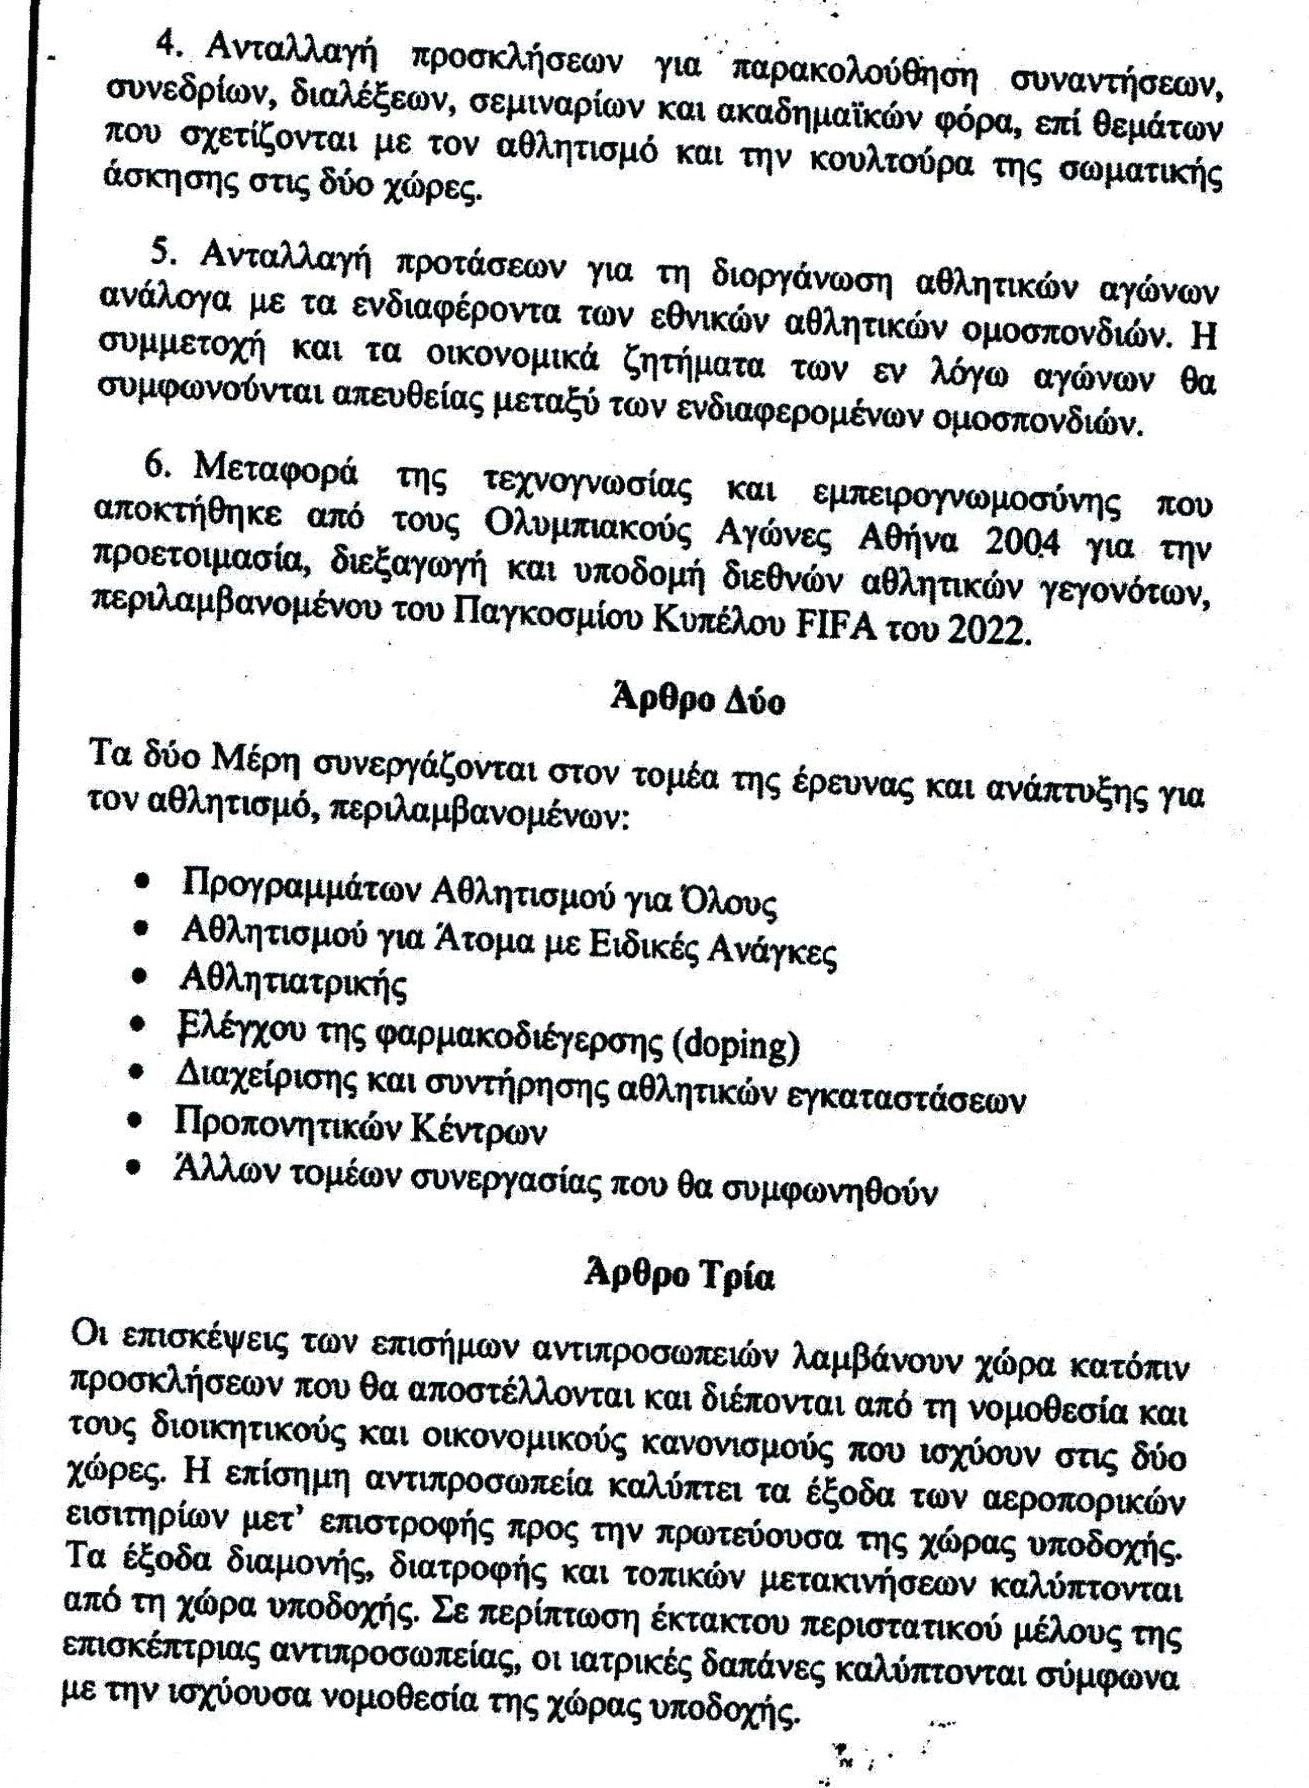 4. Ανταλλαγή προσκλήσεων για παρακολούθηση συναντήσεων,
συνεδρίων, διαλέξεων, σεμιναρίων και ακαδημαϊκών φόρα, επί θεμάτων
που σχετίζονται με τον αθλητισμό και την κουλτούρα της σωματικής
άσκησης στις δύο χώρες.
5. Ανταλλαγή προτάσεων για τη διοργάνωση αθλητικών αγώνων
ανάλογα με τα ενδιαφέροντα των εθνικών αθλητικών ομοσπονδιών. Η
συμμετοχή και τα οικονομικά ζητήματα των εν λόγω αγώνων θα
συμφωνούνται απευθείας μεταξύ των ενδιαφερομένων ομοσπονδιών.
6. Μεταφορά της τεχνογνωσίας και εμπειρογνωμοσύνης που
αποκτήθηκε από τους Ολυμπιακούς Αγώνες Αθήνα 2004 για την
προετοιμασία, διεξαγωγή και υποδομή διεθνών αθλητικών γεγονότων,
περιλαμβανομένου του Παγκοσμίου Κυπέλου FIFA του 2022.
Άρθρο Δύο
Τα δύο Μέρη συνεργάζονται στον τομέα της έρευνας και ανάπτυξης για
τον αθλητισμό, περιλαμβανομένων:
• Προγραμμάτων Αθλητισμού για Όλους
• Αθλητισμού για Άτομα με Ειδικές Ανάγκες
• Αθλητιατρικής
• Ελέγχου της φαρμακοδιέγερσης (doping)
• Διαχείρισης και συντήρησης αθλητικών εγκαταστάσεων
• Προπονητικών Κέντρων
• Άλλων τομέων συνεργασίας που θα συμφωνηθούν
Άρθρο Τρία
Οι επισκέψεις των επισήμων αντιπροσωπειών λαμβάνουν χώρα κατόπιν
προσκλήσεων που θα αποστέλλονται και διέπονται από τη νομοθεσία και
τους διοικητικούς και οικονομικούς κανονισμούς που ισχύουν στις δύο
χώρες. Η επίσημη αντιπροσωπεία καλύπτει τα έξοδα των αεροπορικών
εισιτηρίων μετ' επιστροφής προς την πρωτεύουσα της χώρας υποδοχής.
Τα έξοδα διαμονής, διατροφής και τοπικών μετακινήσεων καλύπτονται
από τη χώρα υποδοχής. Σε περίπτωση έκτακτου περιστατικού μέλους της
επισκέπτριας αντιπροσωπείας, οι ιατρικές δαπάνες καλύπτονται σύμφωνα
με την ισχύουσα νομοθεσία της χώρας υποδοχής.